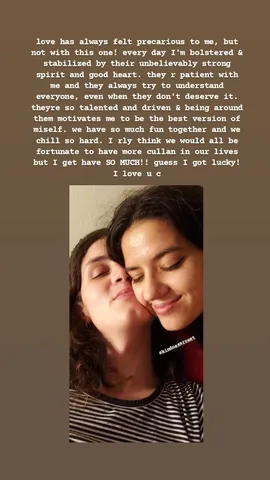 love has always felt precarious to me, but
not with this one! every day I'm bolstered &
stabilized by their unbelievably strong
spirit and good heart. they r patient with
me and they always try to understand
everyone, even when they don't deserve it.
theyre so talented and driven & being around
them motivates me to be the best version of
miself. we have so much fun together and we
chill so hard. I rly think we would all be
fortunate to have more cullan in our lives
but I get have SO MUCH!! guess I got lucky!
I love u c